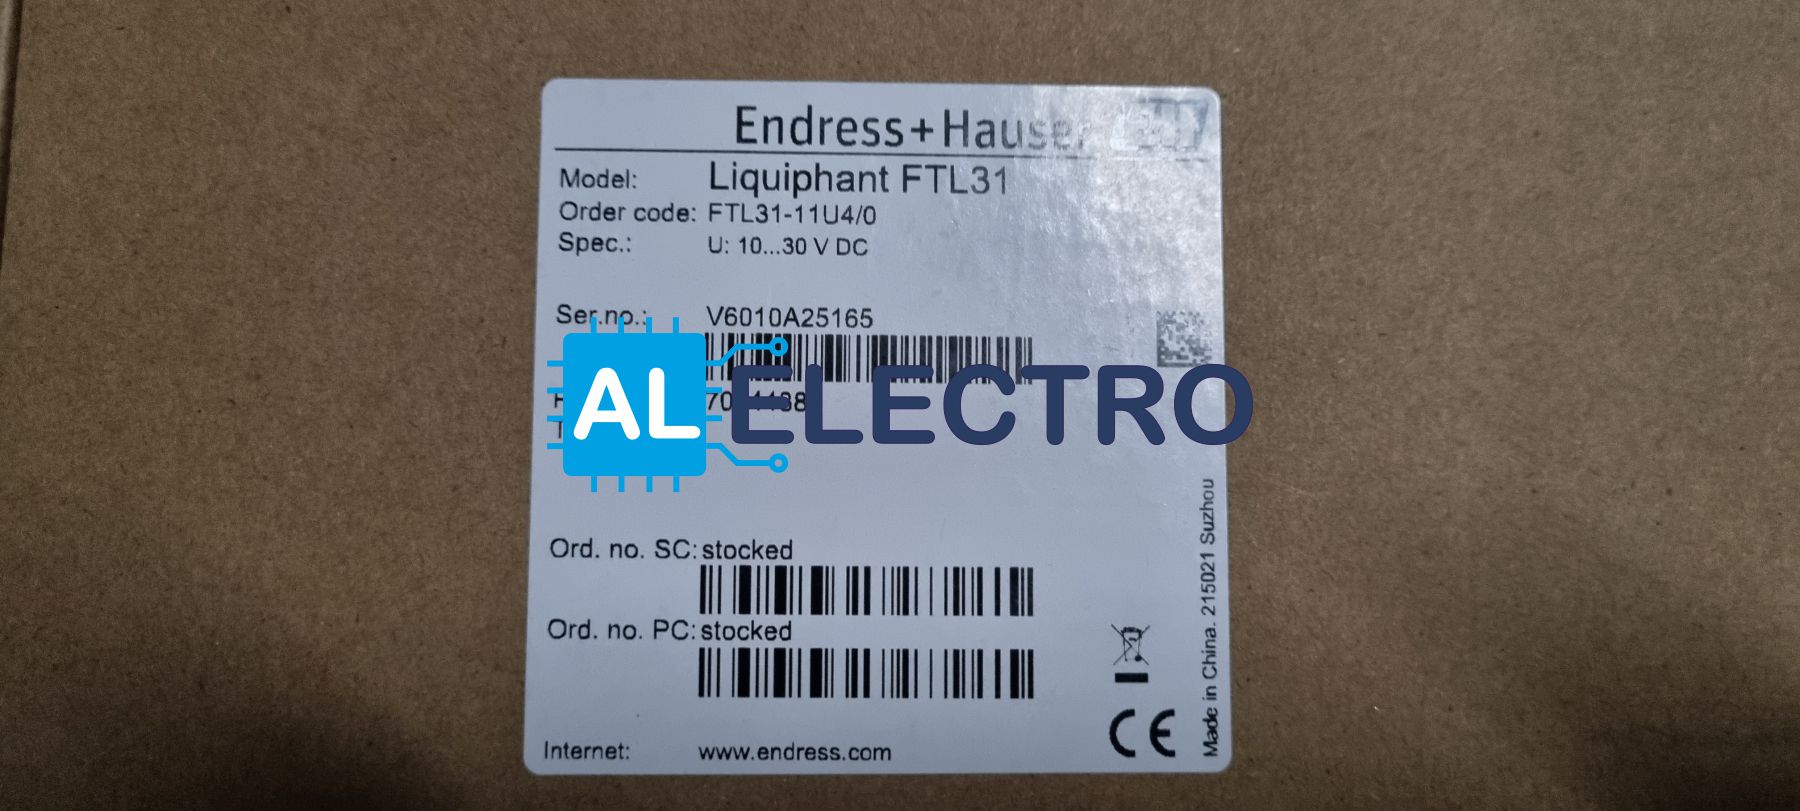 Endress+Hauser
Model: Liquiphant FTL31
Order code: FTL31-11U4/0
Spec.: U: 10...30 V DC
Ser.no.: V6010A25165
AL ELECTRO
Ord. no. SC: stocked
Ord. no. PC: stocked
Internet: www.endress.com
CE
Made in China. 215021 Suzhou